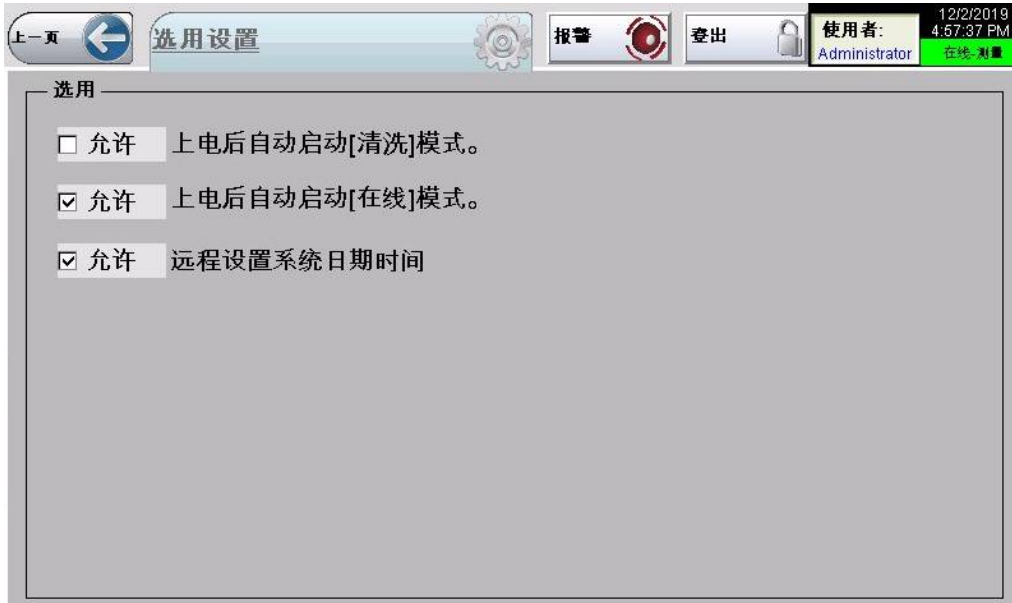 上一页
选用设置
报警
登出
使用者:
Administrator
12/2/2019
4:57:37 PM
在线-测量
选用
允许 上电后自动启动[清洗]模式。
允许 上电后自动启动[在线]模式。
允许 远程设置系统日期时间